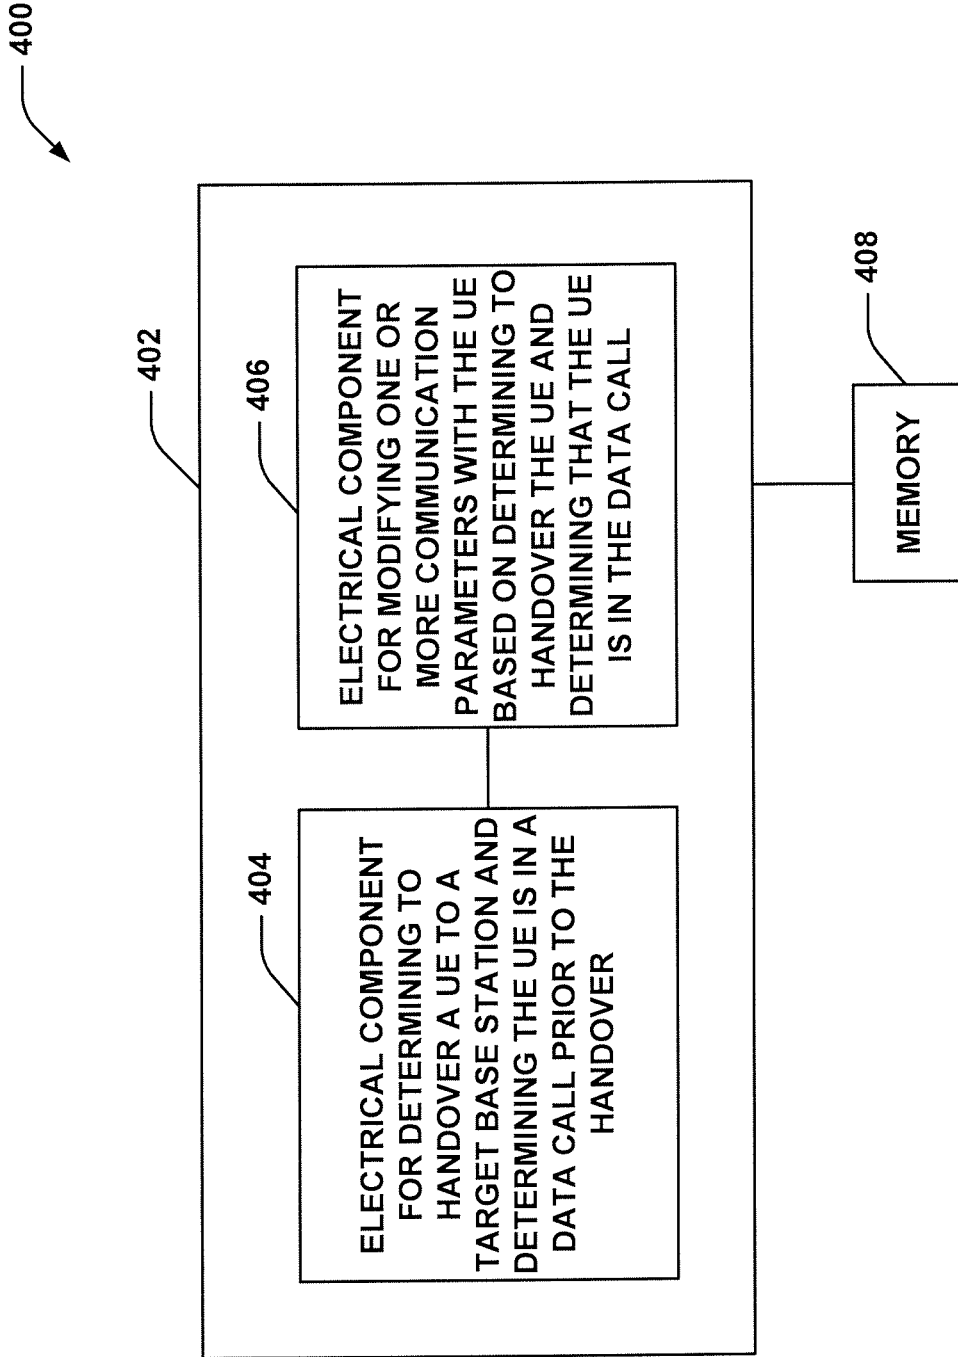 400
402
404
ELECTRICAL COMPONENT
FOR DETERMINING TO
HANDOVER A UE TO A
TARGET BASE STATION AND
DETERMINING THE UE IS IN A
DATA CALL PRIOR TO THE
HANDOVER
406
ELECTRICAL COMPONENT
FOR MODIFYING ONE OR
MORE COMMUNICATION
PARAMETERS WITH THE UE
BASED ON DETERMINING TO
HANDOVER THE UE AND
DETERMINING THAT THE UE
IS IN THE DATA CALL
408
MEMORY